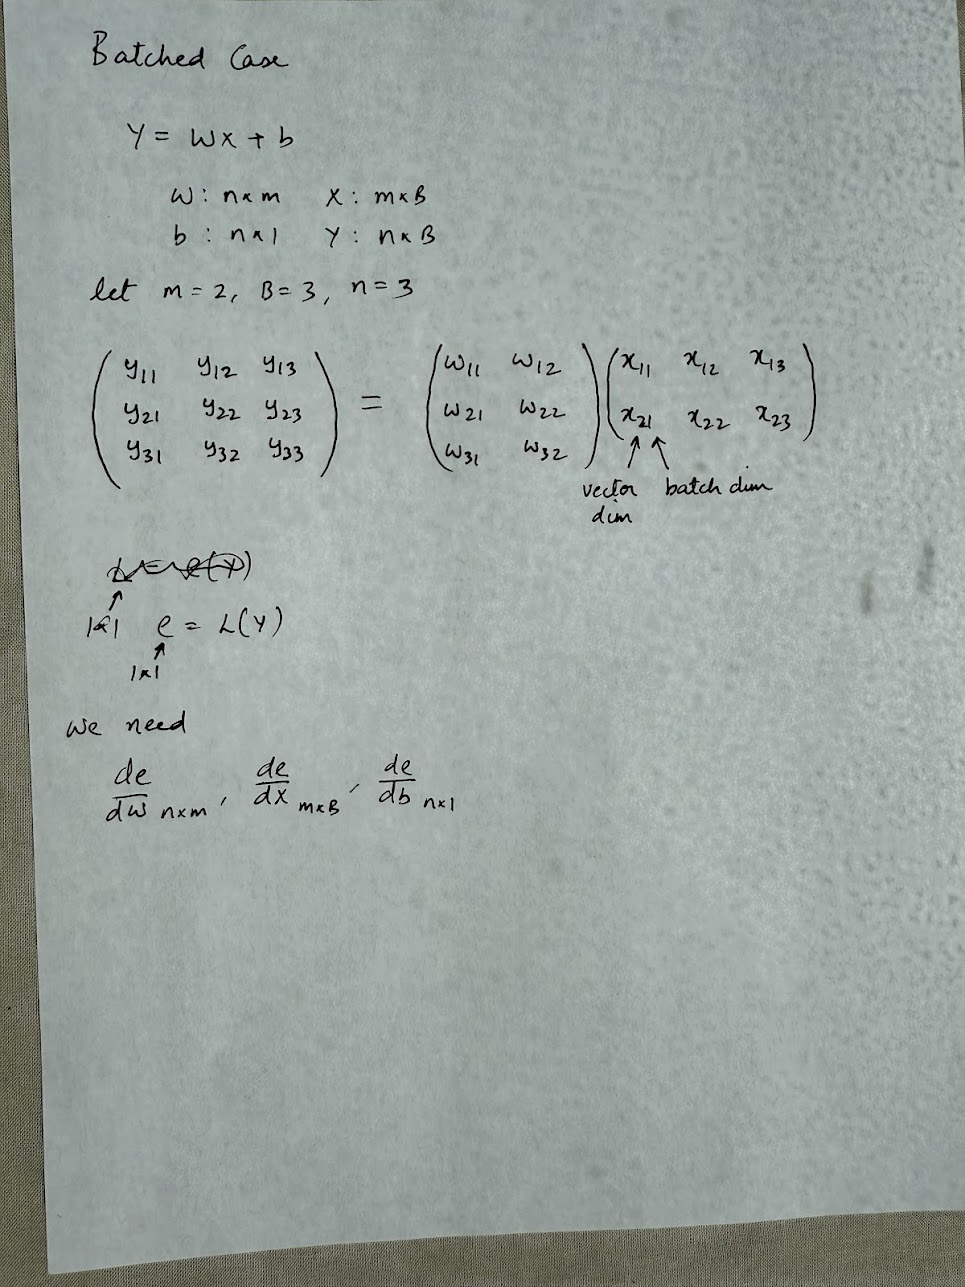 Batched Case
Y = WX + b
W : n×m X : m×B
b : n×1 Y : n×B
let m = 2, B = 3, n = 3
( y11 y12 y13 ) = ( w11 w12 ) ( x11 x12 x13 )
( y21 y22 y23 ) ( w21 w22 ) ( x21 x22 x23 )
( y31 y32 y33 ) ( w31 w32 )
↑ ↑
vector batch dim
dim
↑
1×1 e = L(Y)
↑
1×1
we need
de/dW n×m , de/dX m×B , de/db n×1